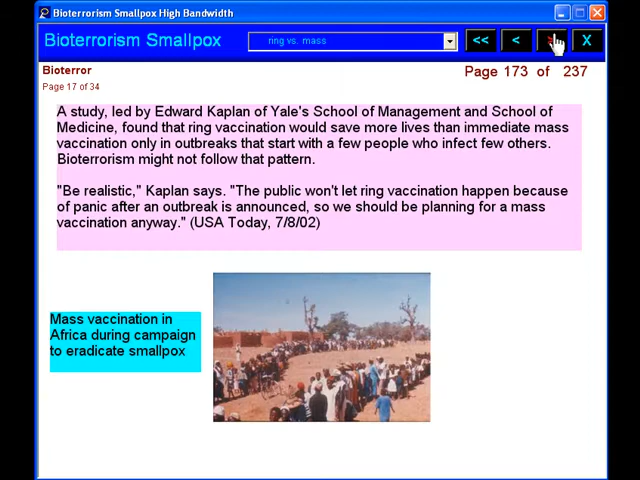 Bioterrorism Smallpox High Bandwidth
Bioterrorism Smallpox
ring vs. mass
<<
<
X
Bioterror
Page 17 of 34
Page 173 of 237
A study, led by Edward Kaplan of Yale's School of Management and School of
Medicine, found that ring vaccination would save more lives than immediate mass
vaccination only in outbreaks that start with a few people who infect few others.
Bioterrorism might not follow that pattern.
"Be realistic," Kaplan says. "The public won't let ring vaccination happen because
of panic after an outbreak is announced, so we should be planning for a mass
vaccination anyway." (USA Today, 7/8/02)
Mass vaccination in
Africa during campaign
to eradicate smallpox